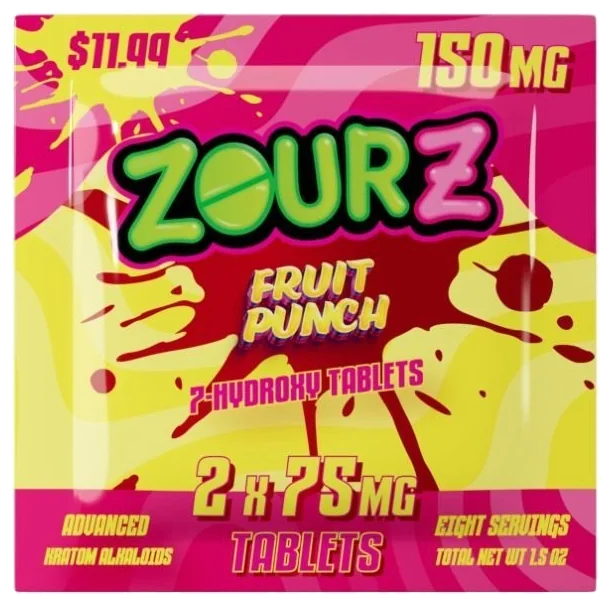 $11.99
150 MG
ZOURZ
FRUIT
PUNCH
7-HYDROXY TABLETS
2 X 75MG
TABLETS
ADVANCED
KRATOM ALKALOIDS
EIGHT SERVINGS
TOTAL NET WT 1.5 OZ